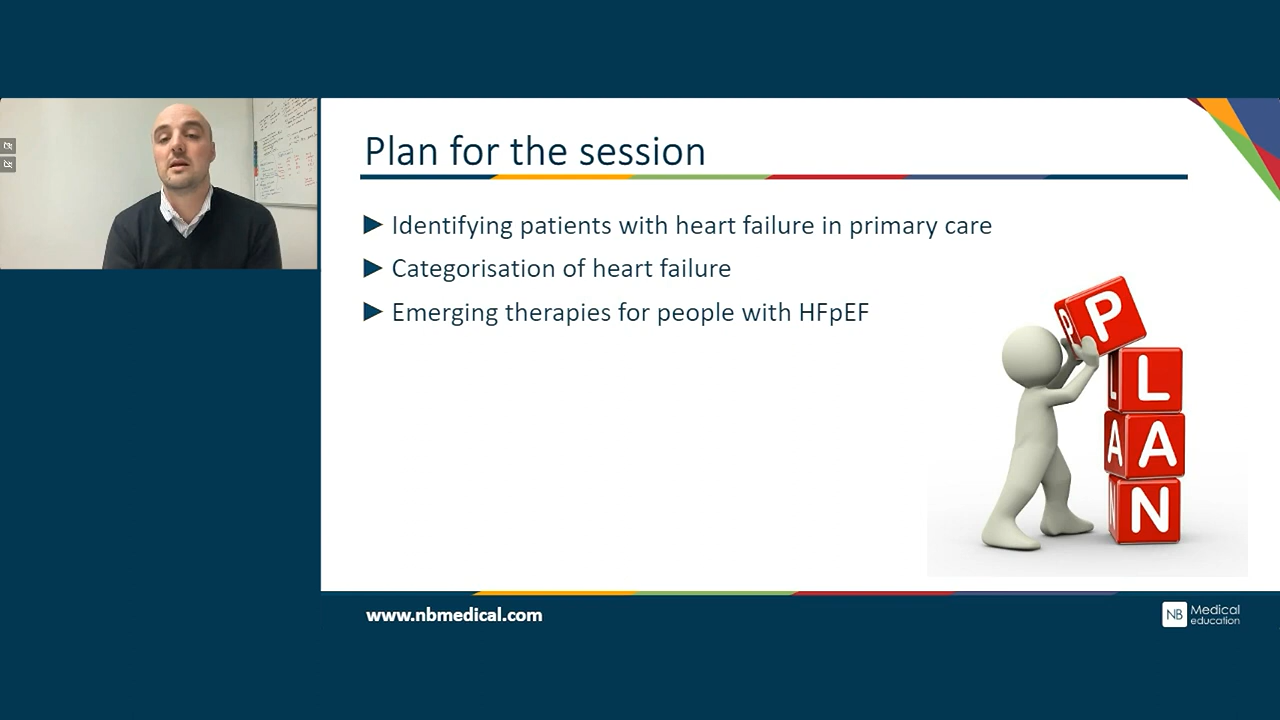 Plan for the session
► Identifying patients with heart failure in primary care
► Categorisation of heart failure
► Emerging therapies for people with HFpEF
P P
L L
A A
N N
www.nbmedical.com
NB Medical
education